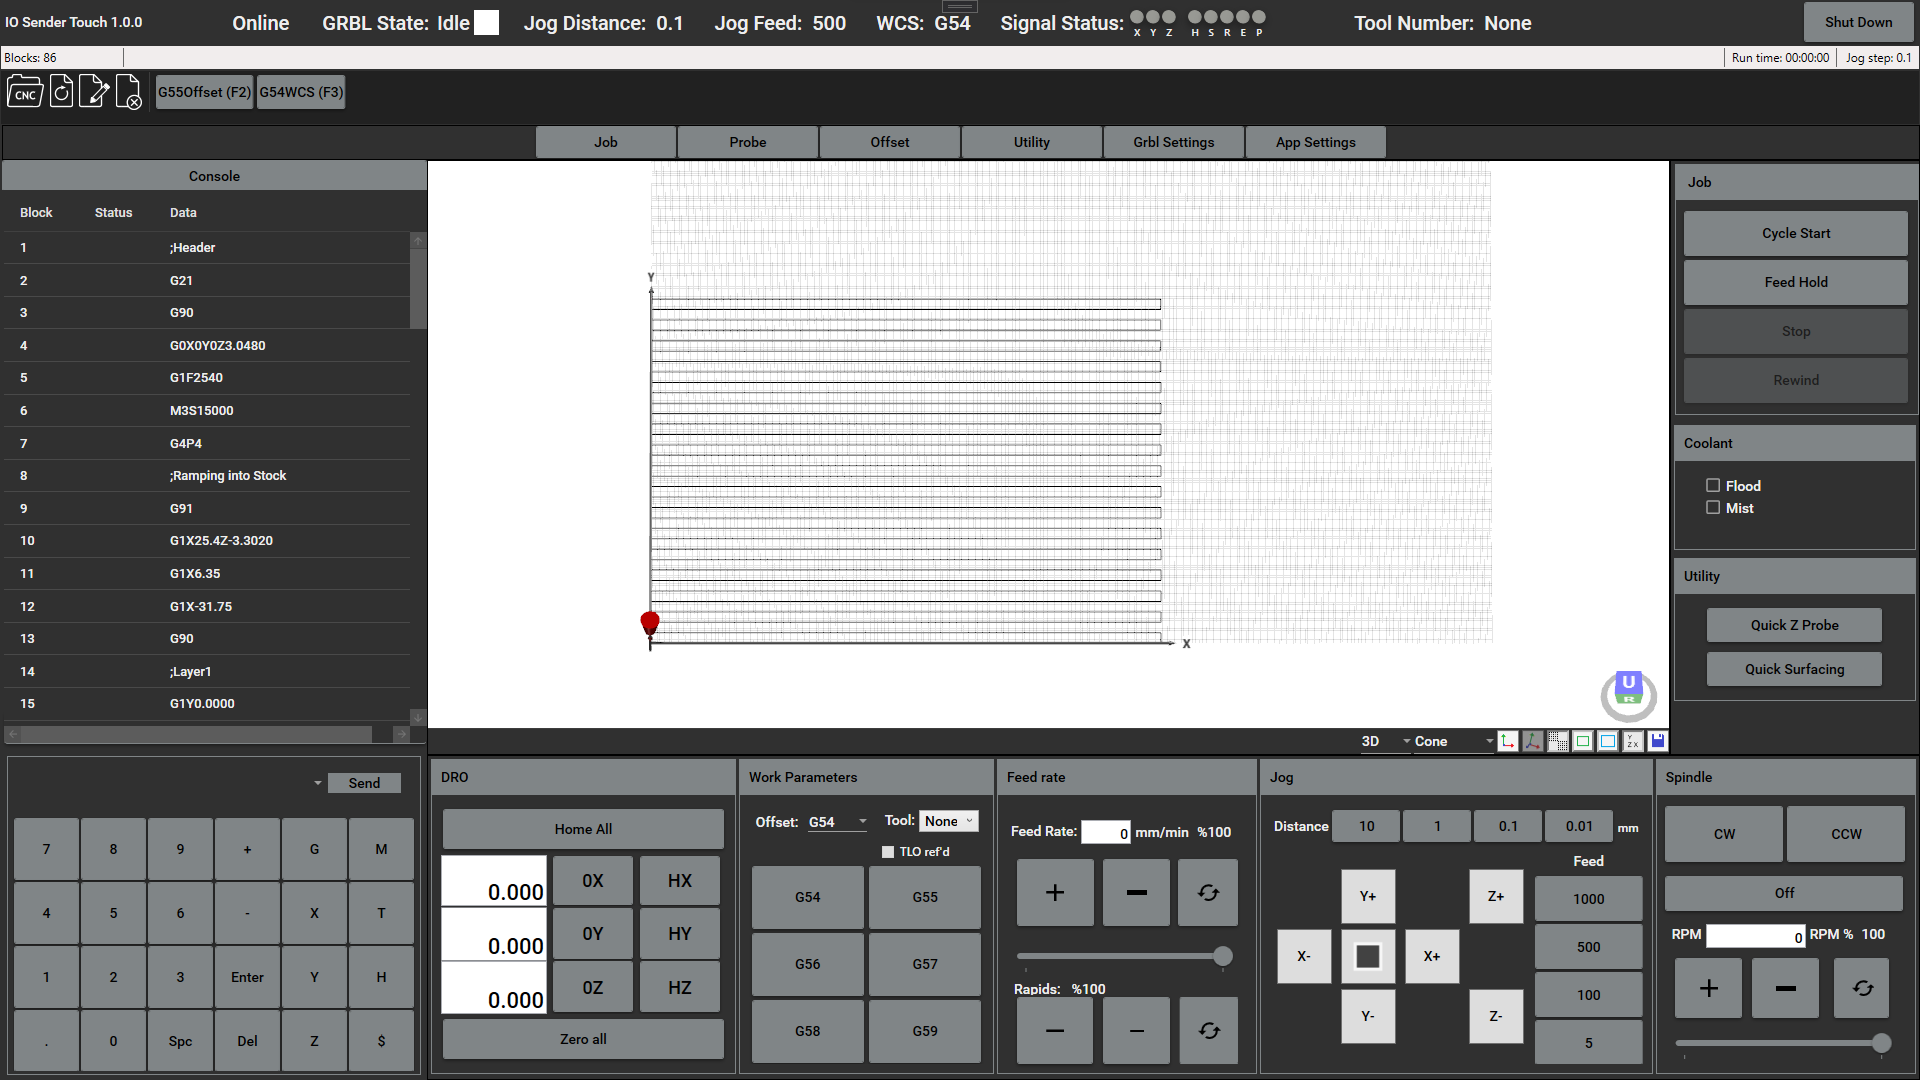 IO Sender Touch 1.0.0
Online
GRBL State: Idle
Jog Distance: 0.1
Jog Feed: 500
WCS: G54
Signal Status:
X Y Z
H S R E P
Tool Number: None
Shut Down
Blocks: 86
Run time: 00:00:00
Jog step: 0.1
CNC
G55Offset (F2)
G54WCS (F3)
Job
Probe
Offset
Utility
Grbl Settings
App Settings
Console
Block Status Data
1 ;Header
2 G21
3 G90
4 G0X0Y0Z3.0480
5 G1F2540
6 M3S15000
7 G4P4
8 ;Ramping into Stock
9 G91
10 G1X25.4Z-3.3020
11 G1X6.35
12 G1X-31.75
13 G90
14 ;Layer1
15 G1Y0.0000
Y
X
U
R
3D
Cone
Y
Z X
Job
Cycle Start
Feed Hold
Stop
Rewind
Coolant
Flood
Mist
Utility
Quick Z Probe
Quick Surfacing
Send
7 8 9 + G M
4 5 6 - X T
1 2 3 Enter Y H
. 0 Spc Del Z $
DRO
Home All
0.000 0X HX
0.000 0Y HY
0.000 0Z HZ
Zero all
Work Parameters
Offset: G54
Tool: None
TLO ref'd
G54 G55
G56 G57
G58 G59
Feed rate
Feed Rate: 0 mm/min %100
+ −
Rapids: %100
− −
Jog
Distance 10 1 0.1 0.01 mm
Feed
Y+ Z+ 1000
500
X- X+
100
Y- Z-
5
Spindle
CW CCW
Off
RPM 0 RPM % 100
+ −